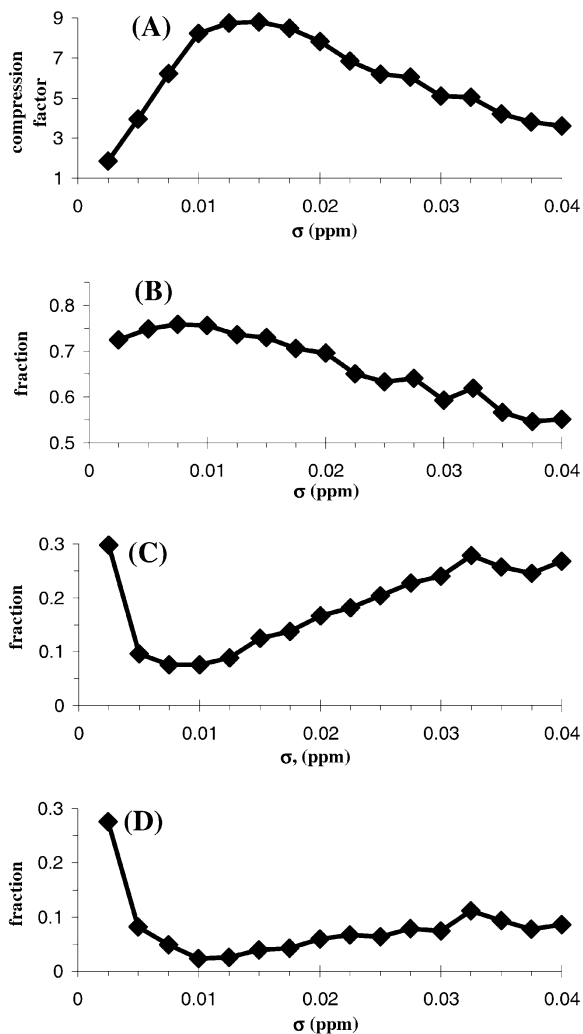 (A)
9
7
5
3
1
compression
factor
0 0.01 0.02 0.03 0.04
σ (ppm)
(B)
0.8
0.7
0.6
0.5
fraction
0 0.01 0.02 0.03 0.04
σ (ppm)
(C)
0.3
0.2
0.1
0
fraction
0 0.01 0.02 0.03 0.04
σ, (ppm)
(D)
0.3
0.2
0.1
0
fraction
0 0.01 0.02 0.03 0.04
σ (ppm)